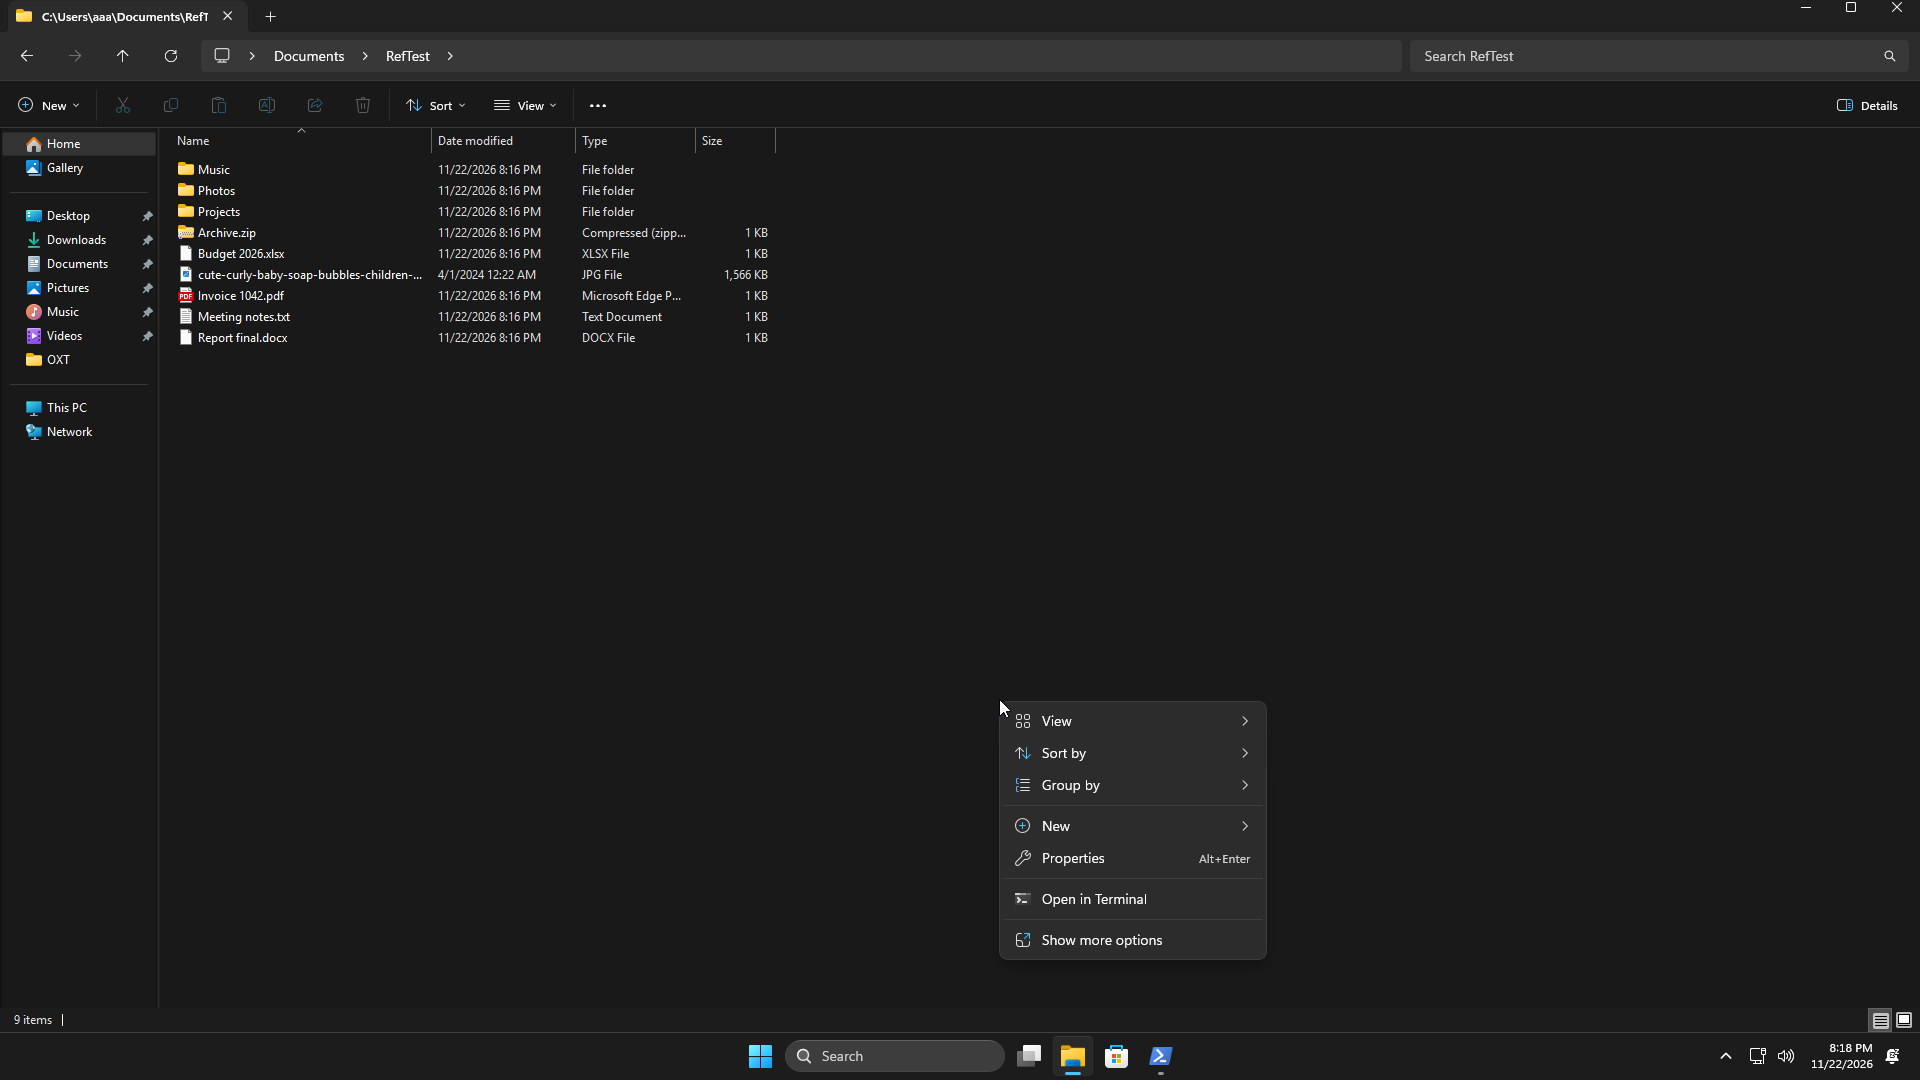 C:\Users\aaa\Documents\RefT
Documents
RefTest
Search RefTest
New
Sort
View
Details
Name Date modified Type Size
Home
Gallery
Desktop
Downloads
Documents
Pictures
Music
Videos
OXT
This PC
Network
Music 11/22/2026 8:16 PM File folder
Photos 11/22/2026 8:16 PM File folder
Projects 11/22/2026 8:16 PM File folder
Archive.zip 11/22/2026 8:16 PM Compressed (zipp... 1 KB
Budget 2026.xlsx 11/22/2026 8:16 PM XLSX File 1 KB
cute-curly-baby-soap-bubbles-children-... 4/1/2024 12:22 AM JPG File 1,566 KB
Invoice 1042.pdf 11/22/2026 8:16 PM Microsoft Edge P... 1 KB
Meeting notes.txt 11/22/2026 8:16 PM Text Document 1 KB
Report final.docx 11/22/2026 8:16 PM DOCX File 1 KB
View
Sort by
Group by
New
Properties Alt+Enter
Open in Terminal
Show more options
9 items
Search
8:18 PM
11/22/2026